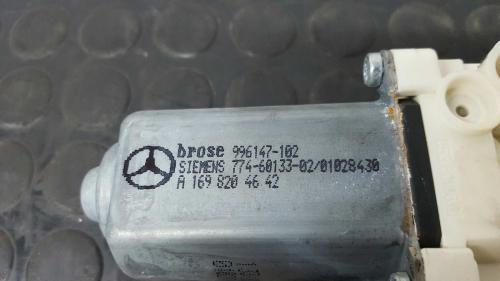 brose 996147-102
SIEMENS 774-60133-02/01028430
A 169 820 46 42